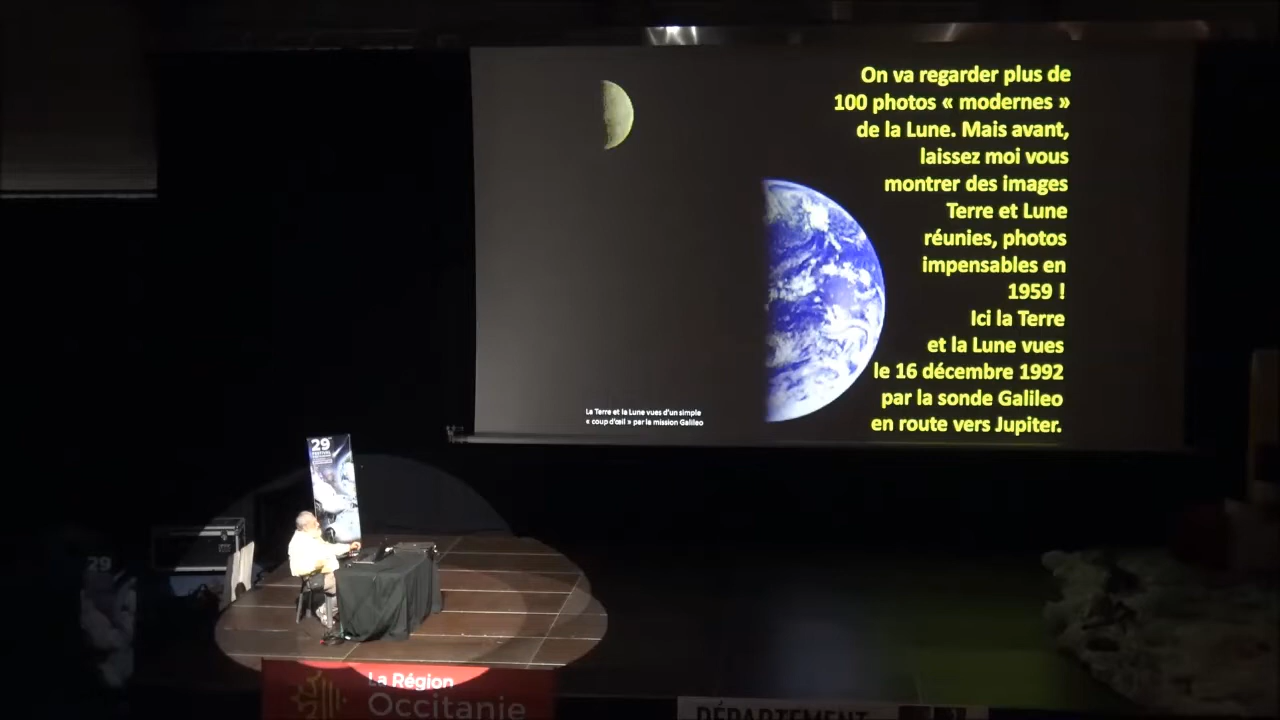 On va regarder plus de
100 photos « modernes »
de la Lune. Mais avant,
laissez moi vous
montrer des images
Terre et Lune
réunies, photos
impensables en
1959 !
Ici la Terre
et la Lune vues
le 16 décembre 1992
par la sonde Galileo
en route vers Jupiter.
La Terre et la Lune vues d'un simple
« coup d'œil » par la mission Galileo
29
FESTIVAL
29
La Région
Occitanie
DÉPARTEMENT